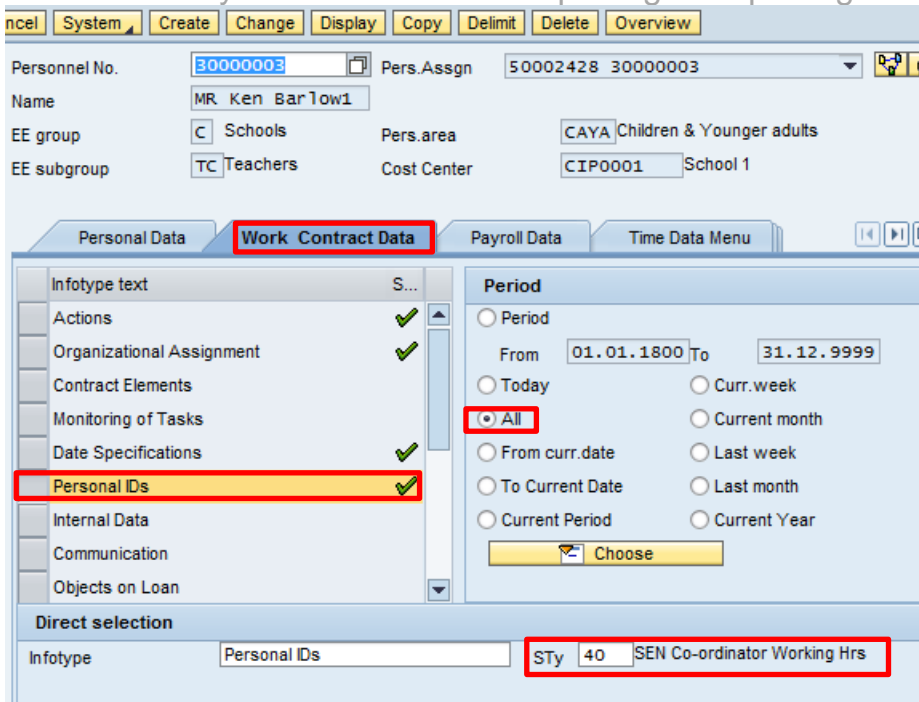 ncel System Create Change Display Copy Delimit Delete Overview
Personnel No. 30000003 Pers.Assgn 50002428 30000003
Name MR Ken Barlow1
EE group C Schools Pers.area CAYA Children & Younger adults
EE subgroup TC Teachers Cost Center CIP0001 School 1
Personal Data Work Contract Data Payroll Data Time Data Menu
Infotype text S... Period
Actions Period
Organizational Assignment From 01.01.1800 To 31.12.9999
Contract Elements Today Curr.week
Monitoring of Tasks All Current month
Date Specifications From curr.date Last week
Personal IDs To Current Date Last month
Internal Data Current Period Current Year
Communication Choose
Objects on Loan
Direct selection
Infotype Personal IDs STy 40 SEN Co-ordinator Working Hrs